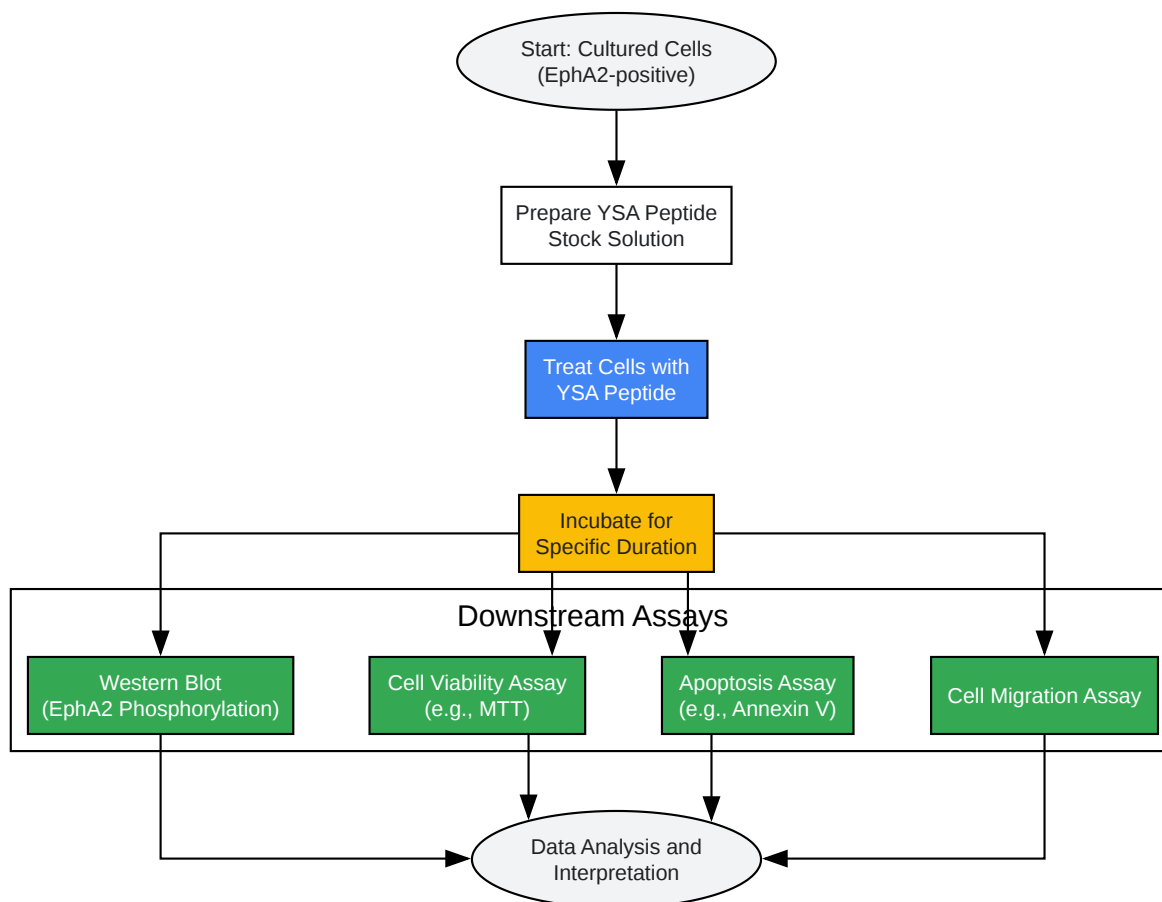 Start: Cultured Cells
(EphA2-positive)
Prepare YSA Peptide
Stock Solution
Treat Cells with
YSA Peptide
Incubate for
Specific Duration
Downstream Assays
Western Blot
(EphA2 Phosphorylation)
Cell Viability Assay
(e.g., MTT)
Apoptosis Assay
(e.g., Annexin V)
Cell Migration Assay
Data Analysis and
Interpretation